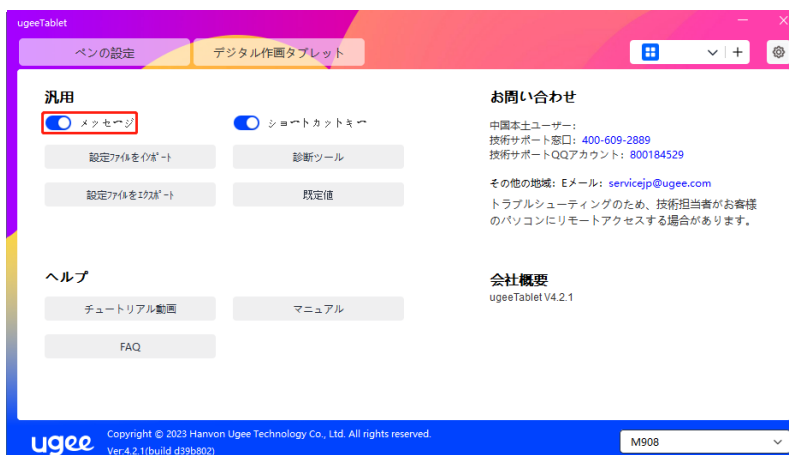 ugeeTablet
ペンの設定
デジタル作画タブレット
汎用
メッセージ
ショートカットキー
設定ファイルをインポート
診断ツール
設定ファイルをエクスポート
既定値
ヘルプ
チュートリアル動画
マニュアル
FAQ
お問い合わせ
中国本土ユーザー：
技術サポート窓口： 400-609-2889
技術サポートQQアカウント： 800184529
その他の地域：Eメール：servicejp@ugee.com
トラブルシューティングのため、技術担当者がお客様
のパソコンにリモートアクセスする場合があります。
会社概要
ugeeTablet V4.2.1
ugee
Copyright © 2023 Hanvon Ugee Technology Co., Ltd. All rights reserved.
Ver:4.2.1(build d39b802)
M908